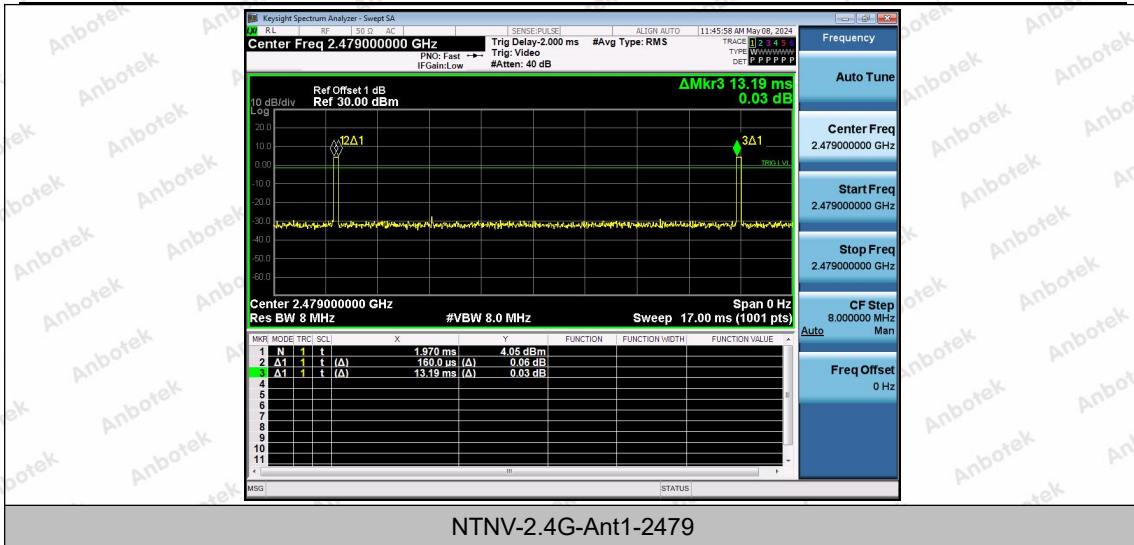 Keysight Spectrum Analyzer - Swept SA
RL RF 50 Ω AC SENSE:PULSE ALIGN AUTO 11:45:58 AM May 08, 2024
Center Freq 2.479000000 GHz
PNO: Fast
IFGain:Low
Trig Delay-2.000 ms
Trig: Video
#Atten: 40 dB
#Avg Type: RMS
TRACE 1 2 3 4 5 6
TYPE WWWWWW
DET P P P P P P
Frequency
Auto Tune
ΔMkr3 13.19 ms
0.03 dB
Ref Offset 1 dB
10 dB/div Ref 30.00 dBm
Log
20.0
10.0
0.00
-10.0
-20.0
-30.0
-40.0
-50.0
-60.0
12Δ1
3Δ1
TRIG LVL
Center 2.479000000 GHz Span 0 Hz
Res BW 8 MHz #VBW 8.0 MHz Sweep 17.00 ms (1001 pts)
Center Freq
2.479000000 GHz
Start Freq
2.479000000 GHz
Stop Freq
2.479000000 GHz
CF Step
8.000000 MHz
Auto Man
Freq Offset
0 Hz
MKR MODE TRC SCL X Y FUNCTION FUNCTION WIDTH FUNCTION VALUE
1 N 1 t 1.970 ms 4.05 dBm
2 Δ1 1 t (Δ) 160.0 µs (Δ) 0.06 dB
3 Δ1 1 t (Δ) 13.19 ms (Δ) 0.03 dB
4
5
6
7
8
9
10
11
MSG STATUS
NTNV-2.4G-Ant1-2479
Anbotek